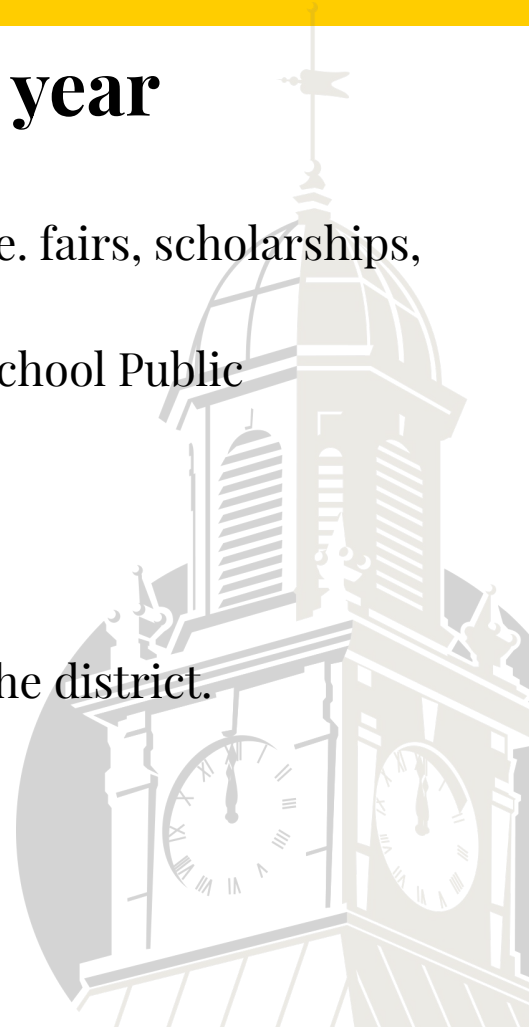 year
e. fairs, scholarships,
chool Public
he district.